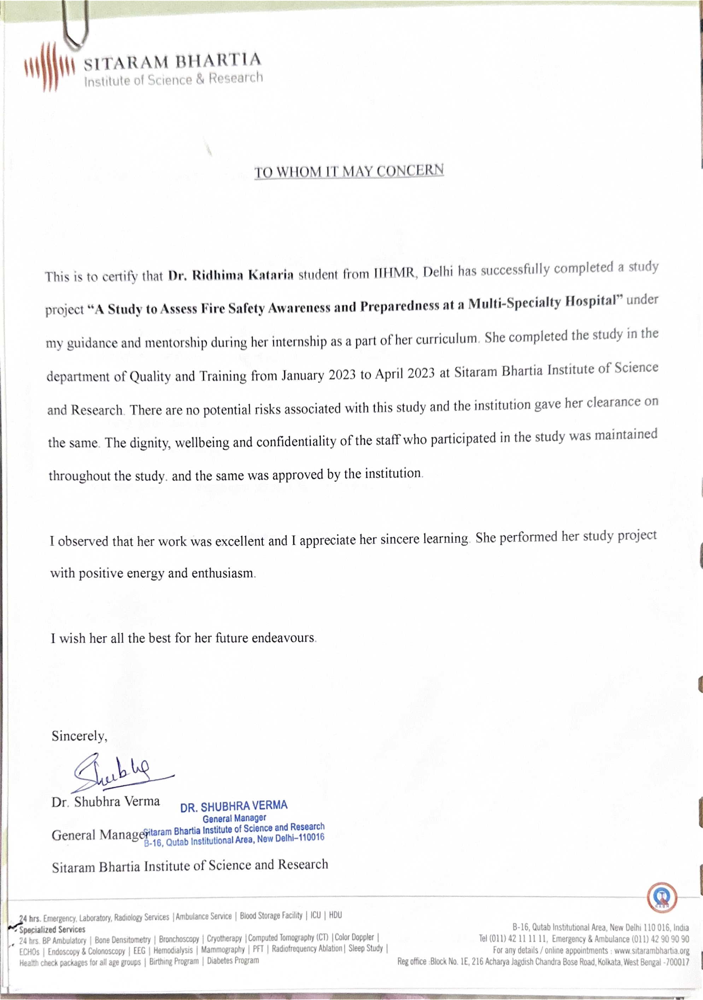 SITARAM BHARTIA
Institute of Science & Research
TO WHOM IT MAY CONCERN
This is to certify that Dr. Ridhima Kataria student from IIHMR, Delhi has successfully completed a study
project “A Study to Assess Fire Safety Awareness and Preparedness at a Multi-Specialty Hospital” under
my guidance and mentorship during her internship as a part of her curriculum. She completed the study in the
department of Quality and Training from January 2023 to April 2023 at Sitaram Bhartia Institute of Science
and Research. There are no potential risks associated with this study and the institution gave her clearance on
the same. The dignity, wellbeing and confidentiality of the staff who participated in the study was maintained
throughout the study. and the same was approved by the institution.
I observed that her work was excellent and I appreciate her sincere learning. She performed her study project
with positive energy and enthusiasm.
I wish her all the best for her future endeavours.
Sincerely,
Shubhra
Dr. Shubhra Verma
General Manager
Sitaram Bhartia Institute of Science and Research
DR. SHUBHRA VERMA
General Manager
Sitaram Bhartia Institute of Science and Research
B-16, Qutab Institutional Area, New Delhi–110016
NABH
24 hrs. Emergency, Laboratory, Radiology Services | Ambulance Service | Blood Storage Facility | ICU | HDU
Specialized Services
24 hrs. BP Ambulatory | Bone Densitometry | Bronchoscopy | Cryotherapy | Computed Tomography (CT) | Color Doppler |
ECHOs | Endoscopy & Colonoscopy | EEG | Hemodialysis | Mammography | PFT | Radiofrequency Ablation | Sleep Study |
Health check packages for all age groups | Birthing Program | Diabetes Program
B-16, Qutab Institutional Area, New Delhi 110 016, India
Tel (011) 42 11 11 11, Emergency & Ambulance (011) 42 90 90 90
For any details / online appointments : www.sitarambhartia.org
Reg office :Block No. 1E, 216 Acharya Jagdish Chandra Bose Road, Kolkata, West Bengal -700017